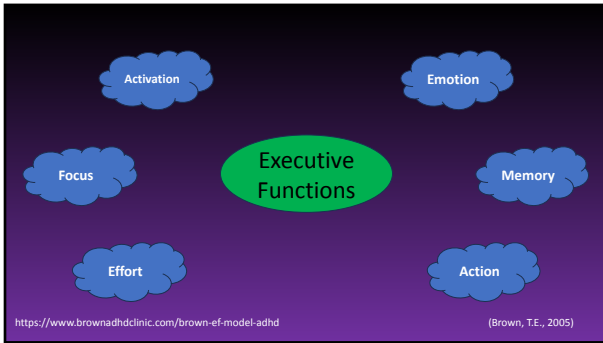 Activation
Emotion
Executive
Functions
Focus
Memory
Effort
Action
https://www.brownadhdclinic.com/brown-ef-model-adhd
(Brown, T.E., 2005)